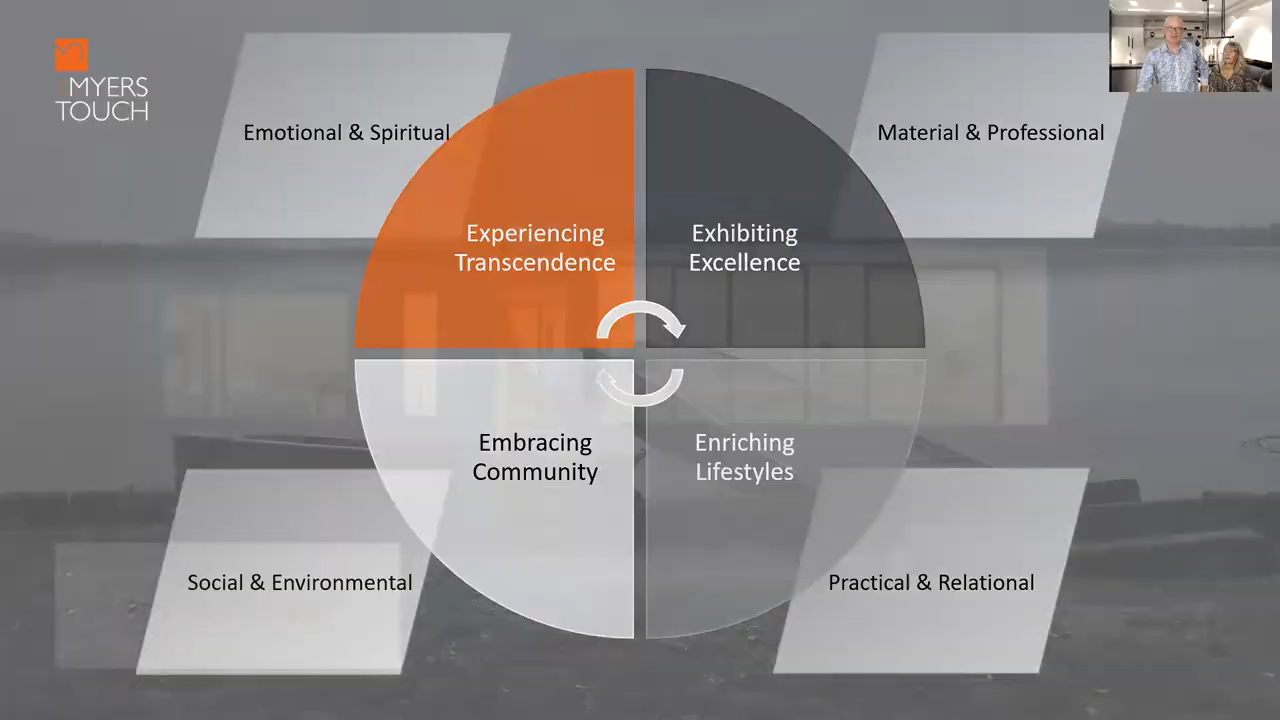 MYERS
TOUCH
Emotional & Spiritual
Material & Professional
Experiencing
Transcendence
Exhibiting
Excellence
Embracing
Community
Enriching
Lifestyles
Social & Environmental
Practical & Relational